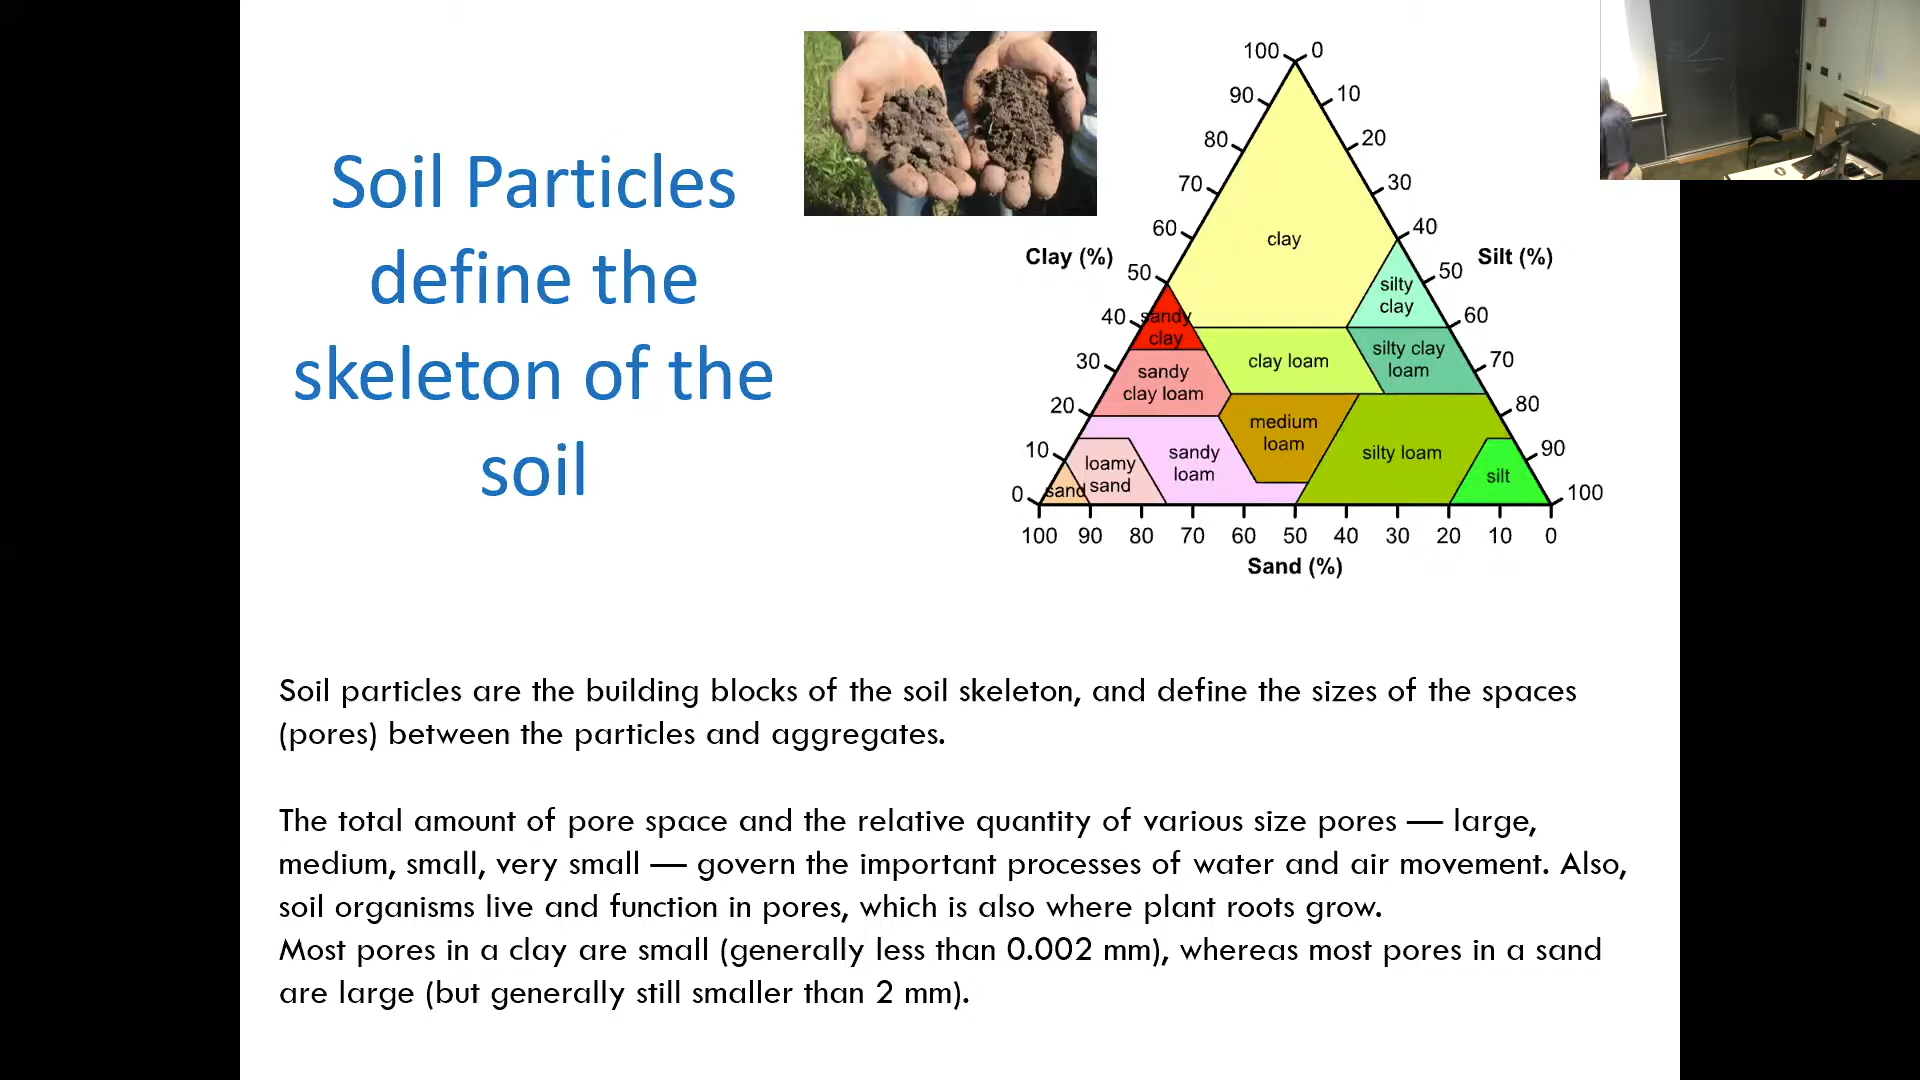 Soil Particles
define the
skeleton of the
soil
Clay (%)
Silt (%)
Sand (%)
100
90
80
70
60
50
40
30
20
10
0
0
10
20
30
40
50
60
70
80
90
100
100 90 80 70 60 50 40 30 20 10 0
clay
silty
clay
sandy
clay
clay loam
silty clay
loam
sandy
clay loam
medium
loam
silty loam
sandy
loam
loamy
sand
sand
silt
Soil particles are the building blocks of the soil skeleton, and define the sizes of the spaces
(pores) between the particles and aggregates.
The total amount of pore space and the relative quantity of various size pores — large,
medium, small, very small — govern the important processes of water and air movement. Also,
soil organisms live and function in pores, which is also where plant roots grow.
Most pores in a clay are small (generally less than 0.002 mm), whereas most pores in a sand
are large (but generally still smaller than 2 mm).